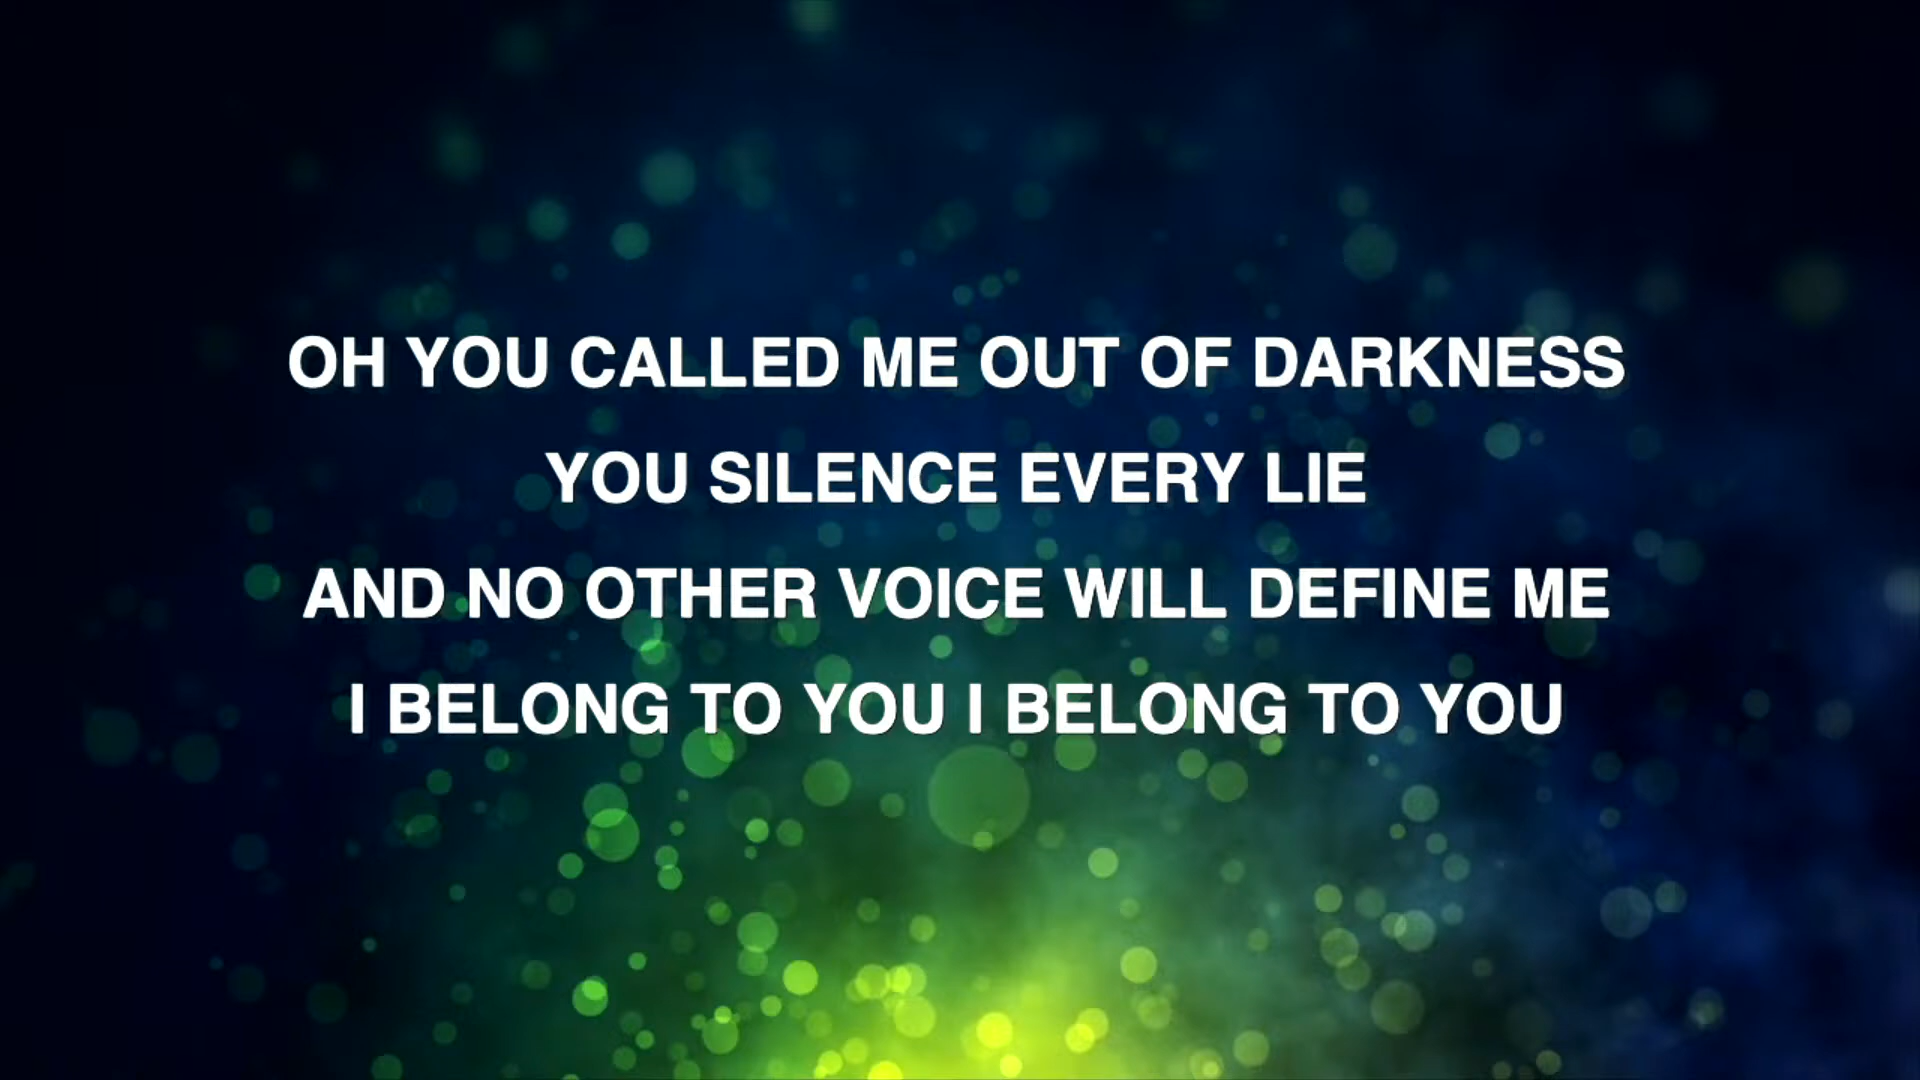 OH YOU CALLED ME OUT OF DARKNESS
YOU SILENCE EVERY LIE
AND NO OTHER VOICE WILL DEFINE ME
I BELONG TO YOU I BELONG TO YOU